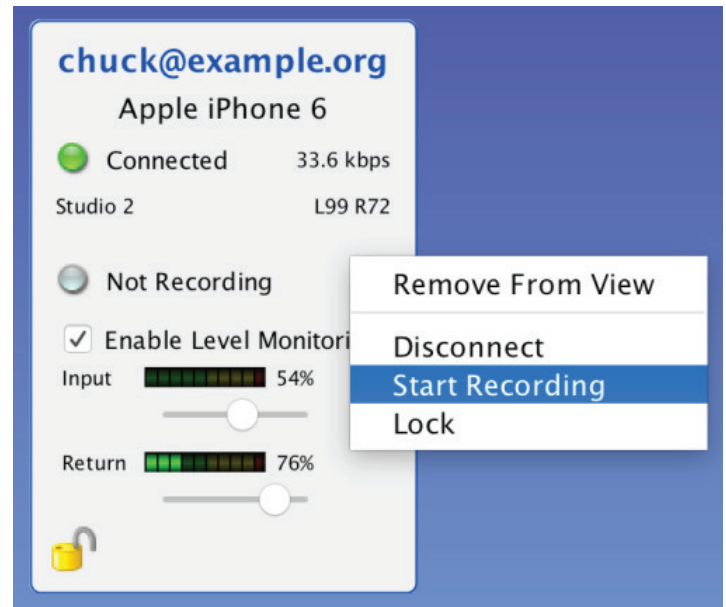 chuck@example.org
Apple iPhone 6
Connected 33.6 kbps
Studio 2 L99 R72
Not Recording
Enable Level Monitori
Input 54%
Return 76%
Remove From View
Disconnect
Start Recording
Lock